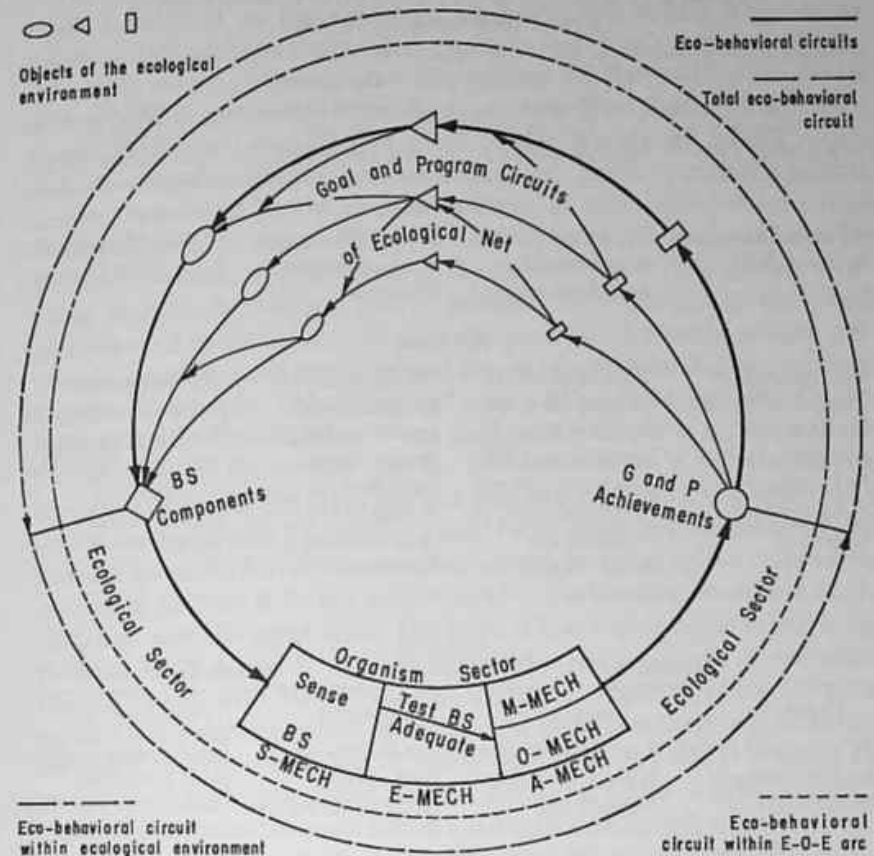 Objects of the ecological
environment
Eco-behavioral circuits
Total eco-behavioral
circuit
Goal and Program Circuits
of Ecological Net
BS
Components
G and P
Achievements
Ecological Sector
Ecological Sector
Organism Sector
Sense
BS
Test BS
Adequate
M-MECH
O-MECH
S-MECH
E-MECH
A-MECH
Eco-behavioral circuit
within ecological environment
Eco-behavioral
circuit within E-O-E arc